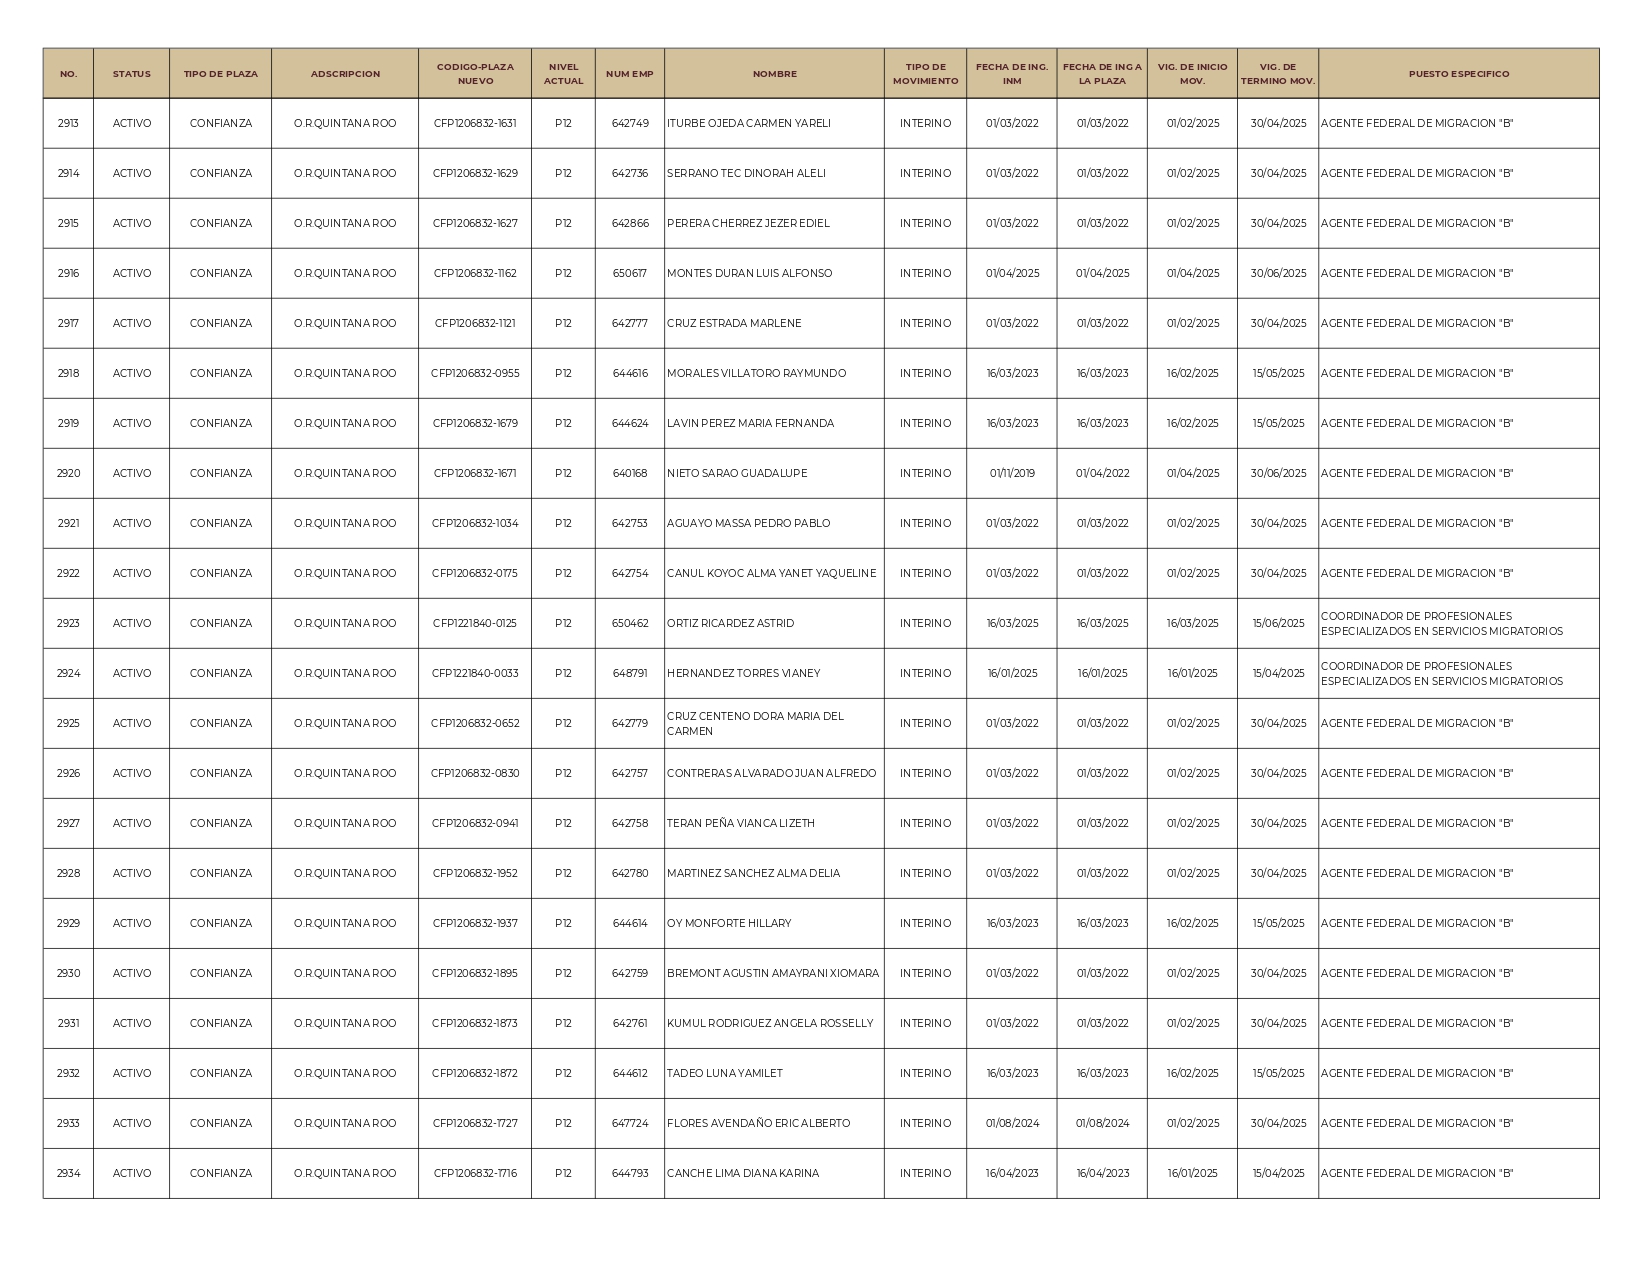 NO. STATUS TIPO DE PLAZA ADSCRIPCION CODIGO-PLAZA NUEVO NIVEL ACTUAL NUM EMP NOMBRE TIPO DE MOVIMIENTO FECHA DE ING. INM FECHA DE ING A LA PLAZA VIG. DE INICIO MOV. VIG. DE TERMINO MOV. PUESTO ESPECIFICO
2913 ACTIVO CONFIANZA O.R.QUINTANA ROO CFP1206832-1631 P12 642749 ITURBE OJEDA CARMEN YARELI INTERINO 01/03/2022 01/03/2022 01/02/2025 30/04/2025 AGENTE FEDERAL DE MIGRACION "B"
2914 ACTIVO CONFIANZA O.R.QUINTANA ROO CFP1206832-1629 P12 642736 SERRANO TEC DINORAH ALELI INTERINO 01/03/2022 01/03/2022 01/02/2025 30/04/2025 AGENTE FEDERAL DE MIGRACION "B"
2915 ACTIVO CONFIANZA O.R.QUINTANA ROO CFP1206832-1627 P12 642866 PERERA CHERREZ JEZER EDIEL INTERINO 01/03/2022 01/03/2022 01/02/2025 30/04/2025 AGENTE FEDERAL DE MIGRACION "B"
2916 ACTIVO CONFIANZA O.R.QUINTANA ROO CFP1206832-1162 P12 650617 MONTES DURAN LUIS ALFONSO INTERINO 01/04/2025 01/04/2025 01/04/2025 30/06/2025 AGENTE FEDERAL DE MIGRACION "B"
2917 ACTIVO CONFIANZA O.R.QUINTANA ROO CFP1206832-1121 P12 642777 CRUZ ESTRADA MARLENE INTERINO 01/03/2022 01/03/2022 01/02/2025 30/04/2025 AGENTE FEDERAL DE MIGRACION "B"
2918 ACTIVO CONFIANZA O.R.QUINTANA ROO CFP1206832-0955 P12 644616 MORALES VILLATORO RAYMUNDO INTERINO 16/03/2023 16/03/2023 16/02/2025 15/05/2025 AGENTE FEDERAL DE MIGRACION "B"
2919 ACTIVO CONFIANZA O.R.QUINTANA ROO CFP1206832-1679 P12 644624 LAVIN PEREZ MARIA FERNANDA INTERINO 16/03/2023 16/03/2023 16/02/2025 15/05/2025 AGENTE FEDERAL DE MIGRACION "B"
2920 ACTIVO CONFIANZA O.R.QUINTANA ROO CFP1206832-1671 P12 640168 NIETO SARAO GUADALUPE INTERINO 01/11/2019 01/04/2022 01/04/2025 30/06/2025 AGENTE FEDERAL DE MIGRACION "B"
2921 ACTIVO CONFIANZA O.R.QUINTANA ROO CFP1206832-1034 P12 642753 AGUAYO MASSA PEDRO PABLO INTERINO 01/03/2022 01/03/2022 01/02/2025 30/04/2025 AGENTE FEDERAL DE MIGRACION "B"
2922 ACTIVO CONFIANZA O.R.QUINTANA ROO CFP1206832-0175 P12 642754 CANUL KOYOC ALMA YANET YAQUELINE INTERINO 01/03/2022 01/03/2022 01/02/2025 30/04/2025 AGENTE FEDERAL DE MIGRACION "B"
2923 ACTIVO CONFIANZA O.R.QUINTANA ROO CFP1221840-0125 P12 650462 ORTIZ RICARDEZ ASTRID INTERINO 16/03/2025 16/03/2025 16/03/2025 15/06/2025 COORDINADOR DE PROFESIONALES ESPECIALIZADOS EN SERVICIOS MIGRATORIOS
2924 ACTIVO CONFIANZA O.R.QUINTANA ROO CFP1221840-0033 P12 648791 HERNANDEZ TORRES VIANEY INTERINO 16/01/2025 16/01/2025 16/01/2025 15/04/2025 COORDINADOR DE PROFESIONALES ESPECIALIZADOS EN SERVICIOS MIGRATORIOS
2925 ACTIVO CONFIANZA O.R.QUINTANA ROO CFP1206832-0652 P12 642779 CRUZ CENTENO DORA MARIA DEL CARMEN INTERINO 01/03/2022 01/03/2022 01/02/2025 30/04/2025 AGENTE FEDERAL DE MIGRACION "B"
2926 ACTIVO CONFIANZA O.R.QUINTANA ROO CFP1206832-0830 P12 642757 CONTRERAS ALVARADO JUAN ALFREDO INTERINO 01/03/2022 01/03/2022 01/02/2025 30/04/2025 AGENTE FEDERAL DE MIGRACION "B"
2927 ACTIVO CONFIANZA O.R.QUINTANA ROO CFP1206832-0941 P12 642758 TERAN PEÑA VIANCA LIZETH INTERINO 01/03/2022 01/03/2022 01/02/2025 30/04/2025 AGENTE FEDERAL DE MIGRACION "B"
2928 ACTIVO CONFIANZA O.R.QUINTANA ROO CFP1206832-1952 P12 642780 MARTINEZ SANCHEZ ALMA DELIA INTERINO 01/03/2022 01/03/2022 01/02/2025 30/04/2025 AGENTE FEDERAL DE MIGRACION "B"
2929 ACTIVO CONFIANZA O.R.QUINTANA ROO CFP1206832-1937 P12 644614 OY MONFORTE HILLARY INTERINO 16/03/2023 16/03/2023 16/02/2025 15/05/2025 AGENTE FEDERAL DE MIGRACION "B"
2930 ACTIVO CONFIANZA O.R.QUINTANA ROO CFP1206832-1895 P12 642759 BREMONT AGUSTIN AMAYRANI XIOMARA INTERINO 01/03/2022 01/03/2022 01/02/2025 30/04/2025 AGENTE FEDERAL DE MIGRACION "B"
2931 ACTIVO CONFIANZA O.R.QUINTANA ROO CFP1206832-1873 P12 642761 KUMUL RODRIGUEZ ANGELA ROSSELLY INTERINO 01/03/2022 01/03/2022 01/02/2025 30/04/2025 AGENTE FEDERAL DE MIGRACION "B"
2932 ACTIVO CONFIANZA O.R.QUINTANA ROO CFP1206832-1872 P12 644612 TADEO LUNA YAMILET INTERINO 16/03/2023 16/03/2023 16/02/2025 15/05/2025 AGENTE FEDERAL DE MIGRACION "B"
2933 ACTIVO CONFIANZA O.R.QUINTANA ROO CFP1206832-1727 P12 647724 FLORES AVENDAÑO ERIC ALBERTO INTERINO 01/08/2024 01/08/2024 01/02/2025 30/04/2025 AGENTE FEDERAL DE MIGRACION "B"
2934 ACTIVO CONFIANZA O.R.QUINTANA ROO CFP1206832-1716 P12 644793 CANCHE LIMA DIANA KARINA INTERINO 16/04/2023 16/04/2023 16/01/2025 15/04/2025 AGENTE FEDERAL DE MIGRACION "B"